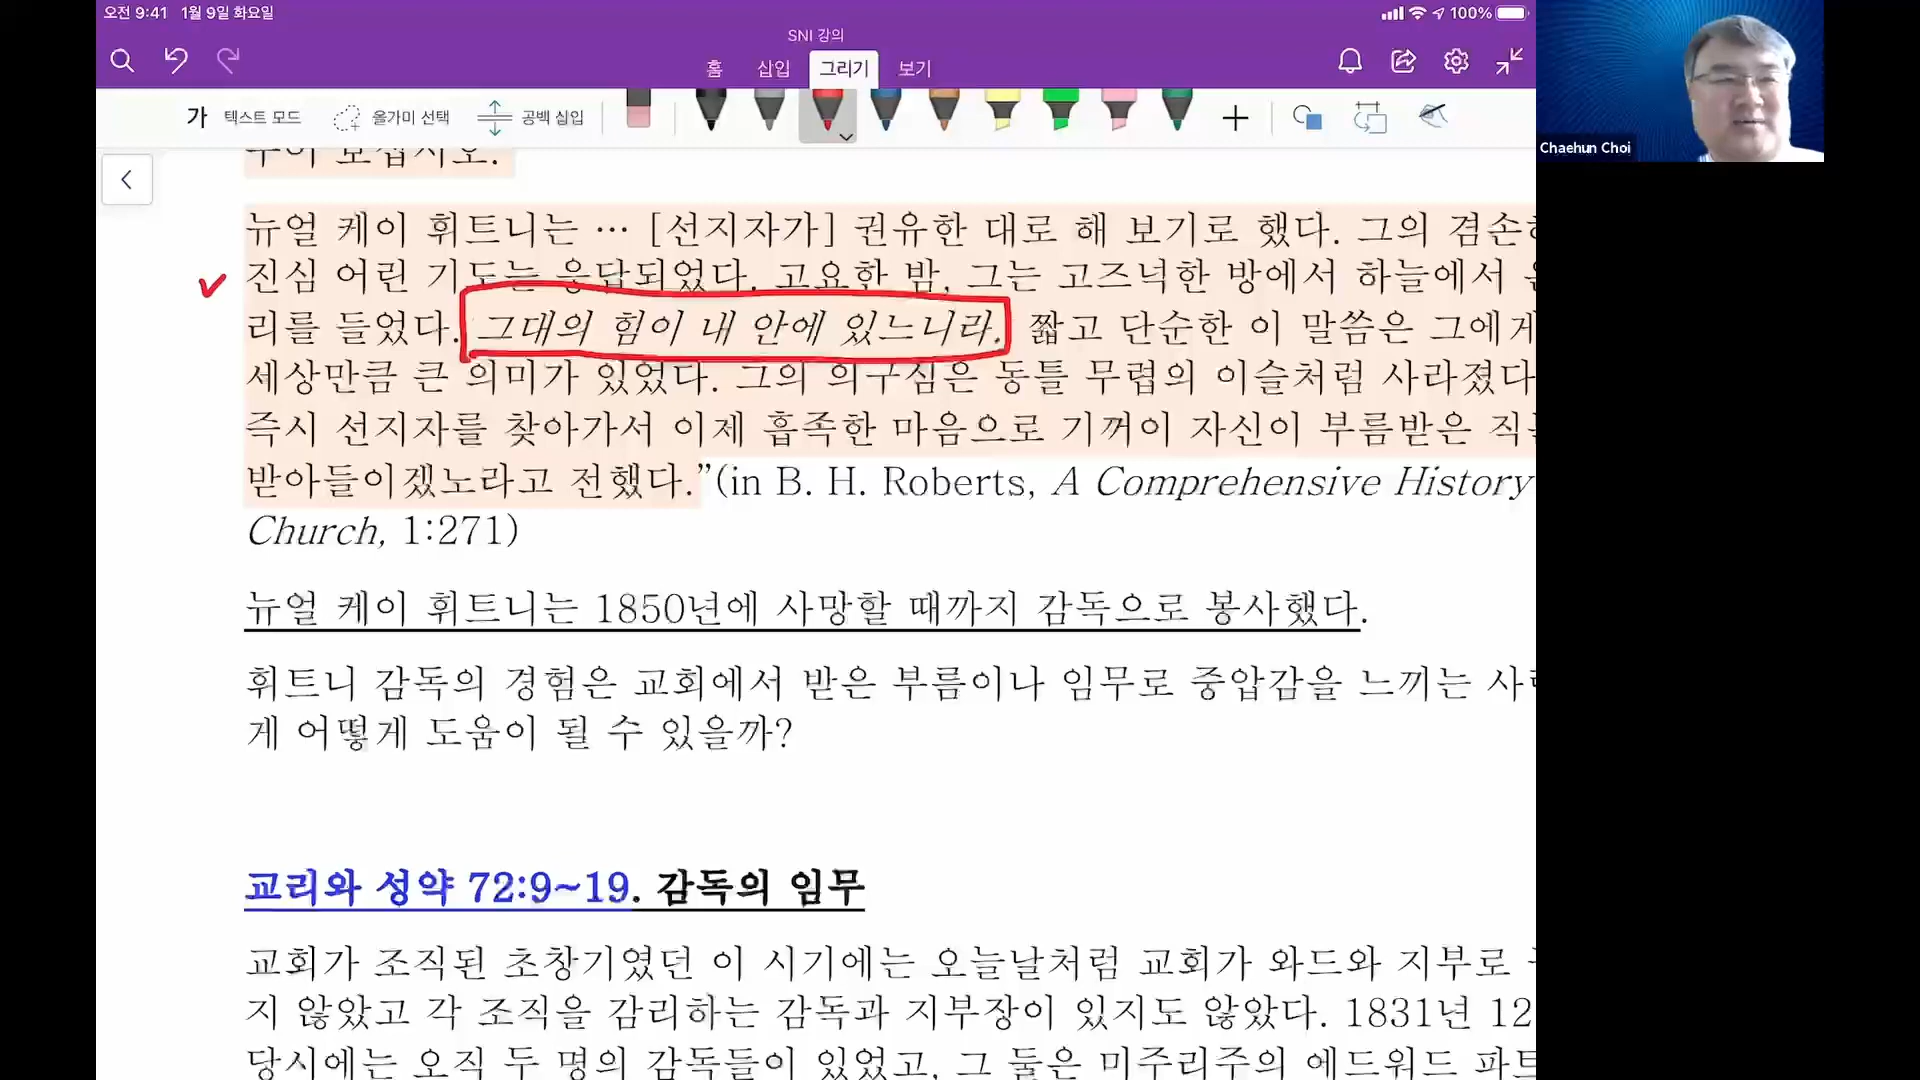 오전 9:41 1월 9일 화요일
100%
SNI 강의
홈 삽입 그리기 보기
가 텍스트 모드 올가미 선택 공백 삽입
Chaehun Choi
보십시오.
뉴얼 케이 휘트니는 … [선지자가] 권유한 대로 해 보기로 했다. 그의
진심 어린 기도는 응답되었다. 고요한 밤, 그는 고즈넉한 방에서 하늘에서
리를 들었다. 그대의 힘이 내 안에 있느니라. 짧고 단순한 이 말씀은 그에게
세상만큼 큰 의미가 있었다. 그의 의구심은 동틀 무렵의 이슬처럼 사라졌다
즉시 선지자를 찾아가서 이제 흡족한 마음으로 기꺼이 자신이 부름받은
받아들이겠노라고 전했다.”(in B. H. Roberts, A Comprehensive History
Church, 1:271)
뉴얼 케이 휘트니는 1850년에 사망할 때까지 감독으로 봉사했다.
휘트니 감독의 경험은 교회에서 받은 부름이나 임무로 중압감을 느끼는
게 어떻게 도움이 될 수 있을까?
교리와 성약 72:9~19. 감독의 임무
교회가 조직된 초창기였던 이 시기에는 오늘날처럼 교회가 와드와 지부로
지 않았고 각 조직을 감리하는 감독과 지부장이 있지도 않았다. 1831년 12
당시에는 오직 두 명의 감독들이 있었고, 그 둘은 미주리주의 에드워드 파트